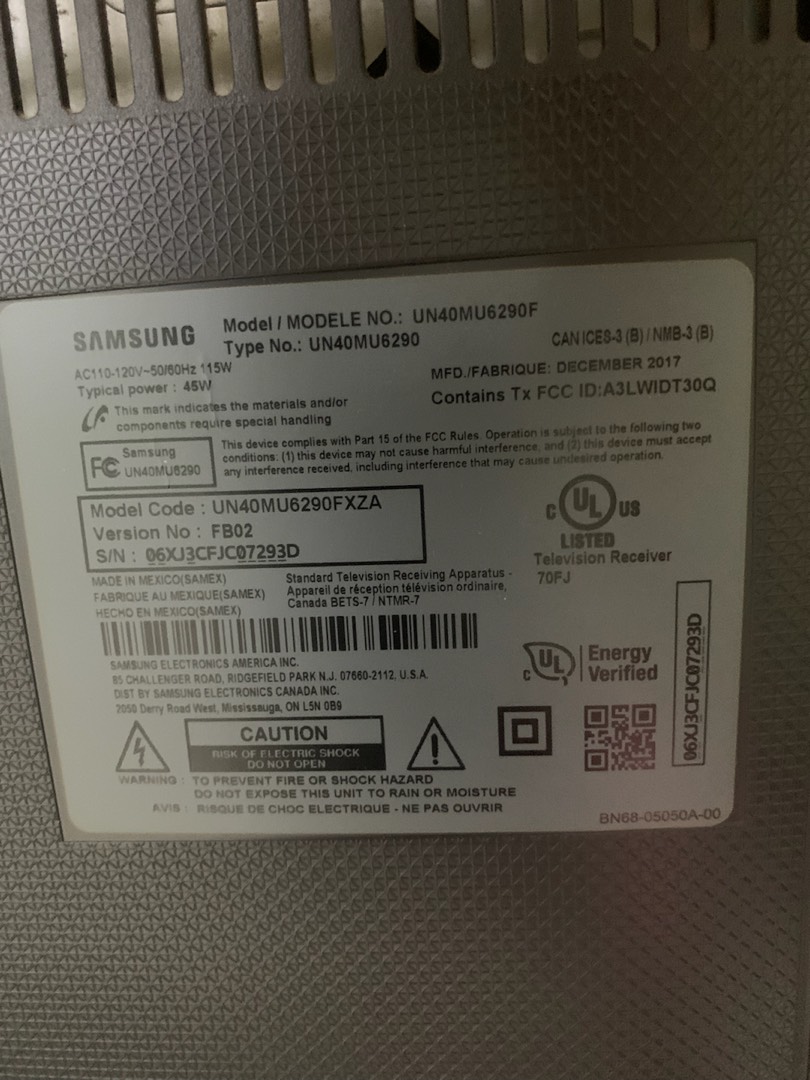 SAMSUNG
Model / MODELE NO.: UN40MU6290F
Type No.: UN40MU6290
CAN ICES-3 (B) / NMB-3 (B)
AC110-120V~50/60Hz 115W
Typical power : 45W
MFD./FABRIQUE: DECEMBER 2017
Contains Tx FCC ID:A3LWIDT30Q
This mark indicates the materials and/or
components require special handling
FC Samsung
UN40MU6290
This device complies with Part 15 of the FCC Rules. Operation is subject to the following two
conditions: (1) this device may not cause harmful interference, and (2) this device must accept
any interference received, including interference that may cause undesired operation.
Model Code : UN40MU6290FXZA
Version No : FB02
S/N : 06XJ3CFJC07293D
C UL US
LISTED
Television Receiver
70FJ
MADE IN MEXICO(SAMEX)
FABRIQUE AU MEXIQUE(SAMEX)
HECHO EN MEXICO(SAMEX)
Standard Television Receiving Apparatus -
Appareil de réception télévision ordinaire,
Canada BETS-7 / NTMR-7
SAMSUNG ELECTRONICS AMERICA INC.
85 CHALLENGER ROAD, RIDGEFIELD PARK N.J. 07660-2112, U.S.A.
DIST BY SAMSUNG ELECTRONICS CANADA INC.
2050 Derry Road West, Mississauga, ON L5N 0B9
C UL Energy
Verified
06XJ3CFJC07293D
CAUTION
RISK OF ELECTRIC SHOCK
DO NOT OPEN
WARNING : TO PREVENT FIRE OR SHOCK HAZARD
DO NOT EXPOSE THIS UNIT TO RAIN OR MOISTURE
AVIS : RISQUE DE CHOC ELECTRIQUE - NE PAS OUVRIR
BN68-05050A-00